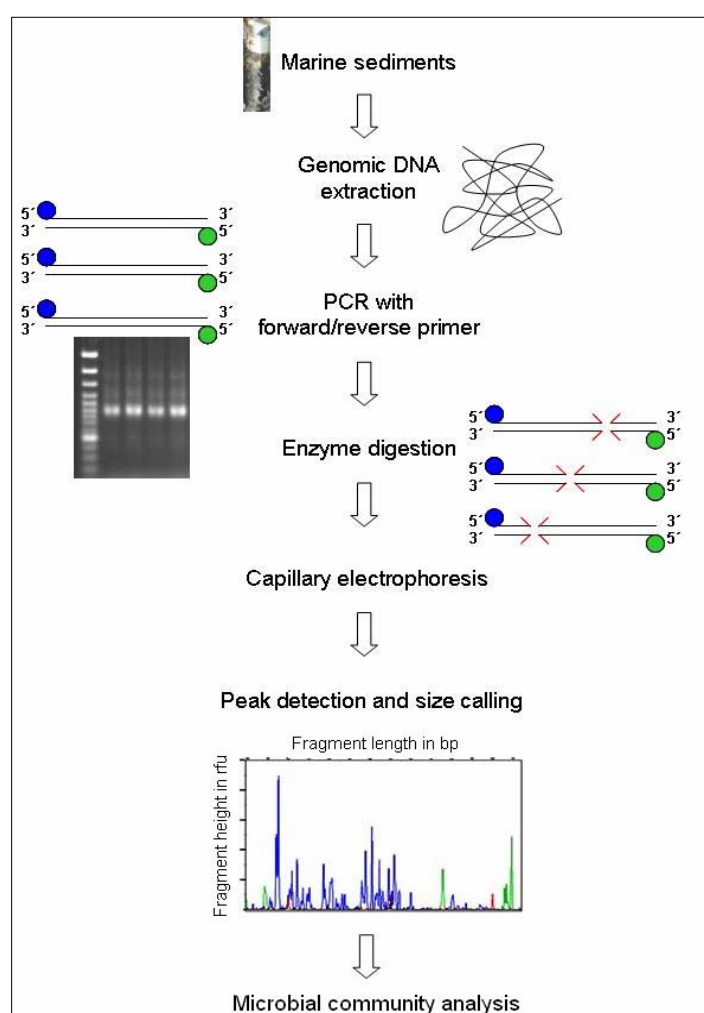 Marine sediments
Genomic DNA
extraction
5´ 3´
3´ 5´
5´ 3´
3´ 5´
5´ 3´
3´ 5´
PCR with
forward/reverse primer
Enzyme digestion
5´ 3´
3´ 5´
5´ 3´
3´ 5´
5´ 3´
3´ 5´
Capillary electrophoresis
Peak detection and size calling
Fragment length in bp
Fragment height in rfu
Microbial community analysis